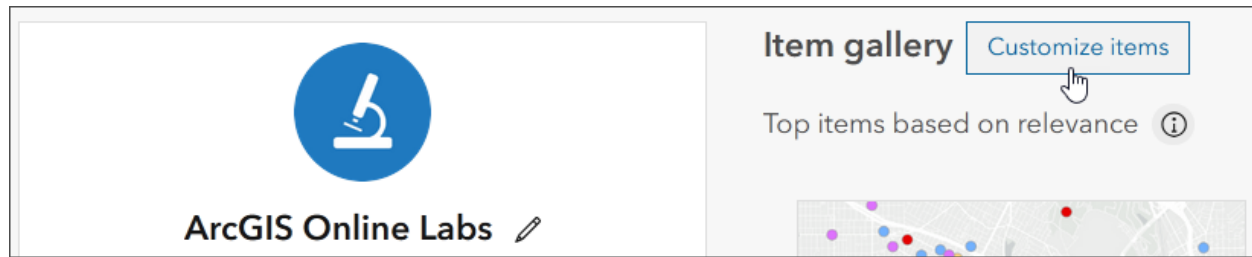 Item gallery Customize items
Top items based on relevance
ArcGIS Online Labs